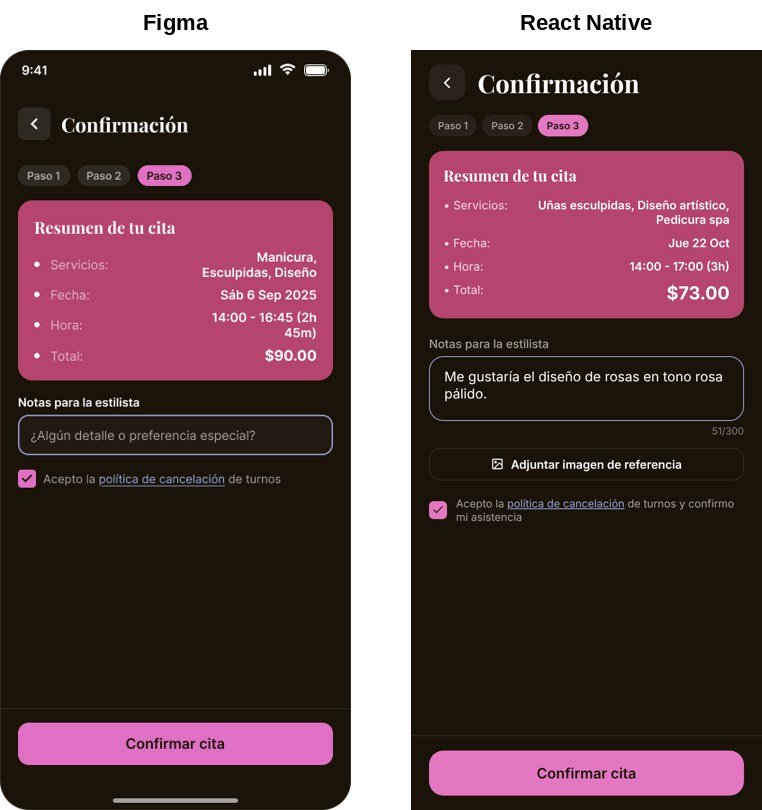 Figma
9:41
Confirmación
Paso 1 Paso 2 Paso 3
Resumen de tu cita
• Servicios: Manicura,
Esculpidas, Diseño
• Fecha: Sáb 6 Sep 2025
• Hora: 14:00 - 16:45 (2h
45m)
• Total: $90.00
Notas para la estilista
¿Algún detalle o preferencia especial?
Acepto la política de cancelación de turnos
Confirmar cita
React Native
Confirmación
Paso 1 Paso 2 Paso 3
Resumen de tu cita
• Servicios: Uñas esculpidas, Diseño artístico,
Pedicura spa
• Fecha: Jue 22 Oct
• Hora: 14:00 - 17:00 (3h)
• Total: $73.00
Notas para la estilista
Me gustaría el diseño de rosas en tono rosa
pálido.
51/300
Adjuntar imagen de referencia
Acepto la política de cancelación de turnos y confirmo
mi asistencia
Confirmar cita